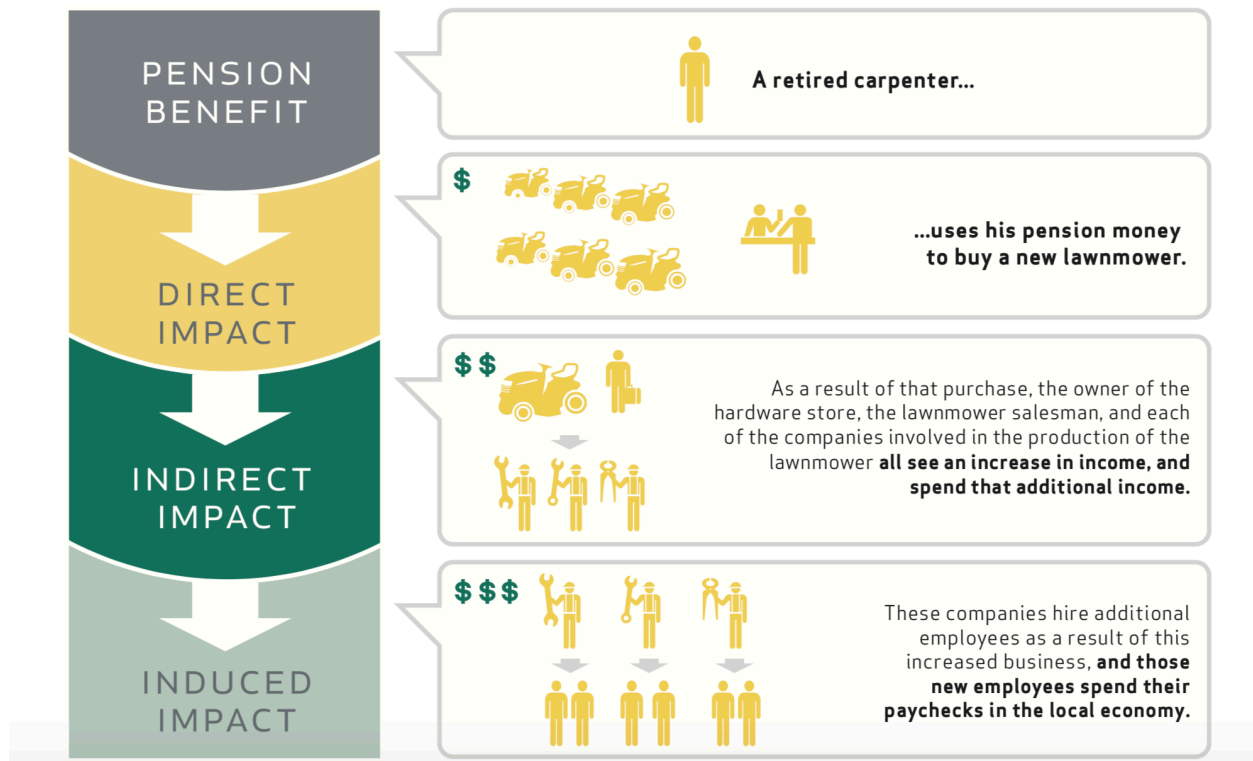 PENSION
BENEFIT
A retired carpenter...
DIRECT
IMPACT
$
...uses his pension money
to buy a new lawnmower.
INDIRECT
IMPACT
$ $
As a result of that purchase, the owner of the
hardware store, the lawnmower salesman, and each
of the companies involved in the production of the
lawnmower all see an increase in income, and
spend that additional income.
INDUCED
IMPACT
$ $ $
These companies hire additional
employees as a result of this
increased business, and those
new employees spend their
paychecks in the local economy.